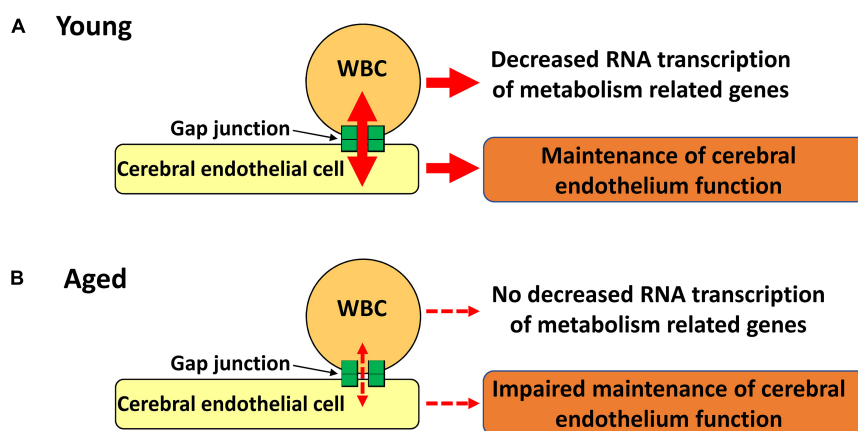 A Young
WBC
Decreased RNA transcription
of metabolism related genes
Gap junction
Cerebral endothelial cell
Maintenance of cerebral
endothelium function
B Aged
WBC
No decreased RNA transcription
of metabolism related genes
Gap junction
Cerebral endothelial cell
Impaired maintenance of cerebral
endothelium function